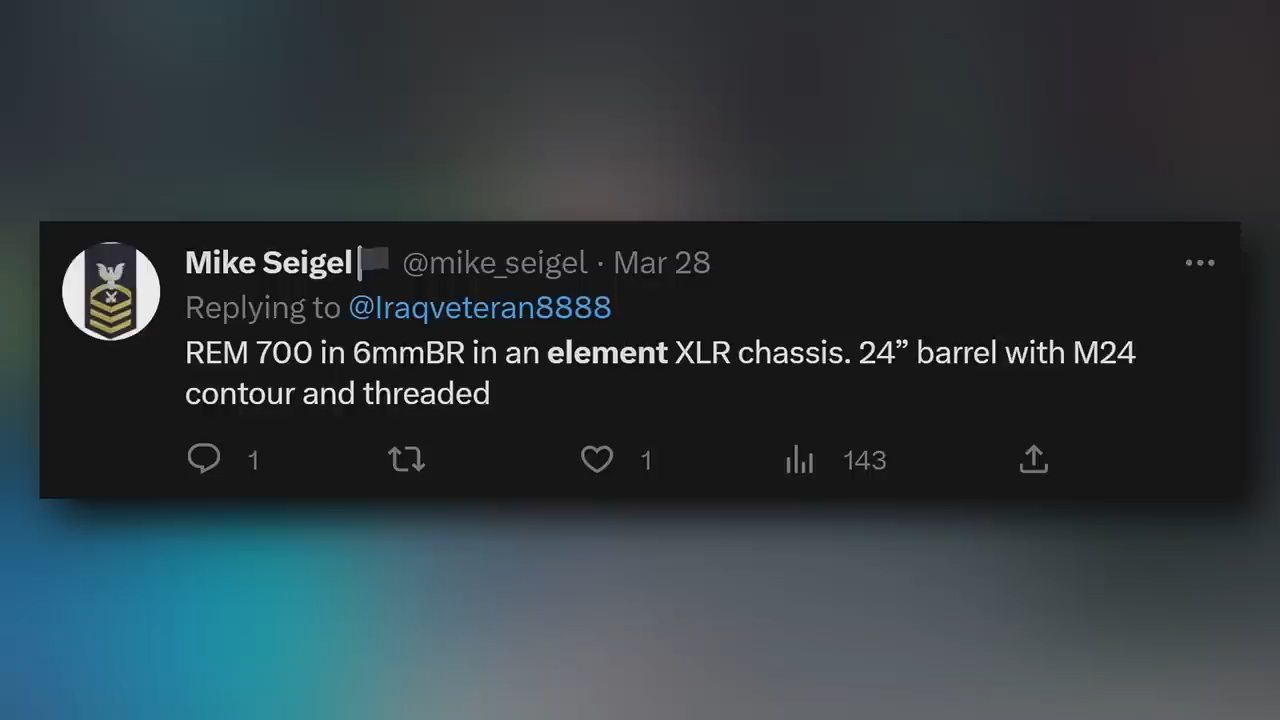 Mike Seigel🏴 @mike_seigel · Mar 28
Replying to @Iraqveteran8888
REM 700 in 6mmBR in an element XLR chassis. 24” barrel with M24
contour and threaded
1 1 143